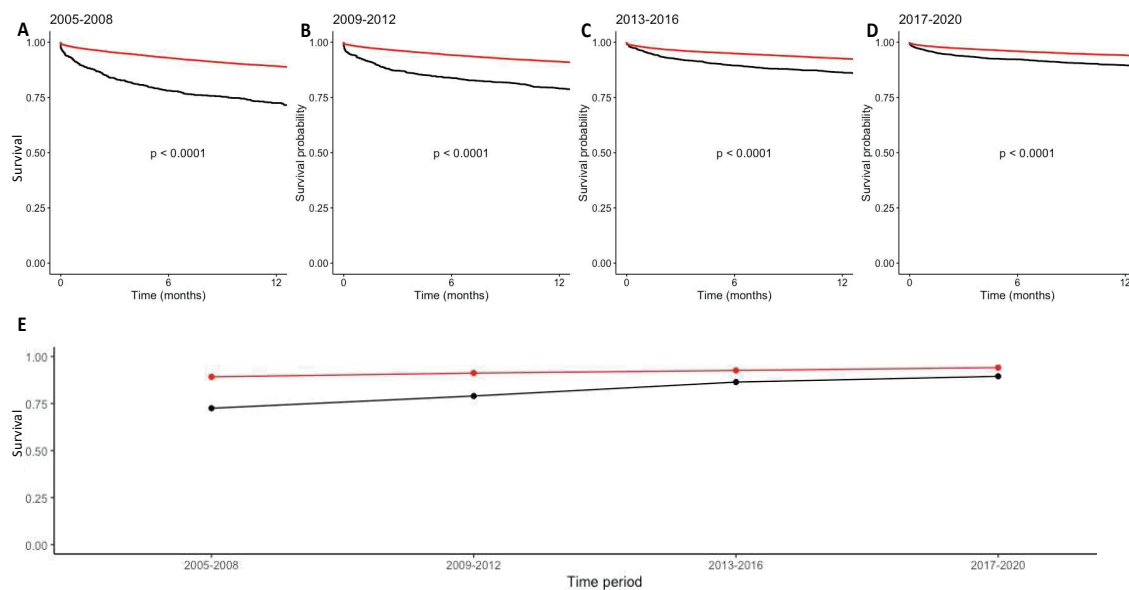 A
2005-2008
1.00
0.75
0.50
0.25
0.00
Survival
p < 0.0001
0 6 12
Time (months)
B
2009-2012
1.00
0.75
0.50
0.25
0.00
Survival probability
p < 0.0001
0 6 12
Time (months)
C
2013-2016
1.00
0.75
0.50
0.25
0.00
Survival probability
p < 0.0001
0 6 12
Time (months)
D
2017-2020
1.00
0.75
0.50
0.25
0.00
Survival probability
p < 0.0001
0 6 12
Time (months)
E
1.00
0.75
0.50
0.25
0.00
Survival
2005-2008 2009-2012 2013-2016 2017-2020
Time period